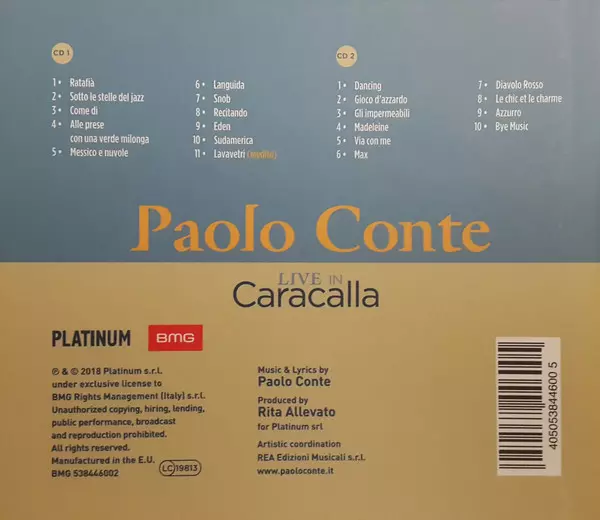 CD 1
1• Ratafià
2• Sotto le stelle del jazz
3• Come di
4• Alle prese
con una verde milonga
5• Messico e nuvole
6• Languida
7• Snob
8• Recitando
9• Eden
10• Sudamerica
11• Lavavetri (inedito)
CD 2
1• Dancing
2• Gioco d'azzardo
3• Gli impermeabili
4• Madeleine
5• Via con me
6• Max
7• Diavolo Rosso
8• Le chic et le charme
9• Azzurro
10• Bye Music
Paolo Conte
LIVE IN
Caracalla
PLATINUM
BMG
℗ & © 2018 Platinum s.r.l.
under exclusive license to
BMG Rights Management (Italy) s.r.l.
Unauthorized copying, hiring, lending,
public performance, broadcast
and reproduction prohibited.
All rights reserved.
Manufactured in the E.U.
BMG 538446002
LC 19813
Music & Lyrics by
Paolo Conte
Produced by
Rita Allevato
for Platinum srl
Artistic coordination
REA Edizioni Musicali s.r.l.
www.paoloconte.it
4050538446005